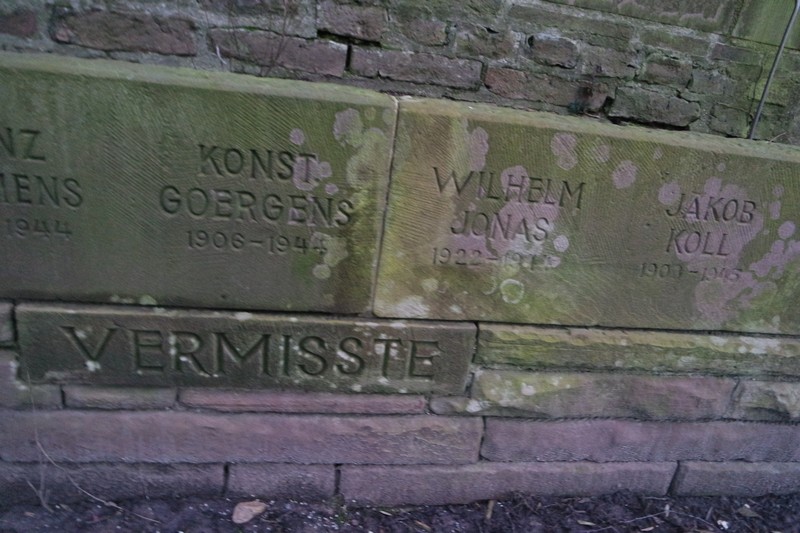 NZ
MENS
1944
KONST.
GOERGENS
1906-1944
WILHELM
JONAS
JAKOB
KOLL
VERMISSTE